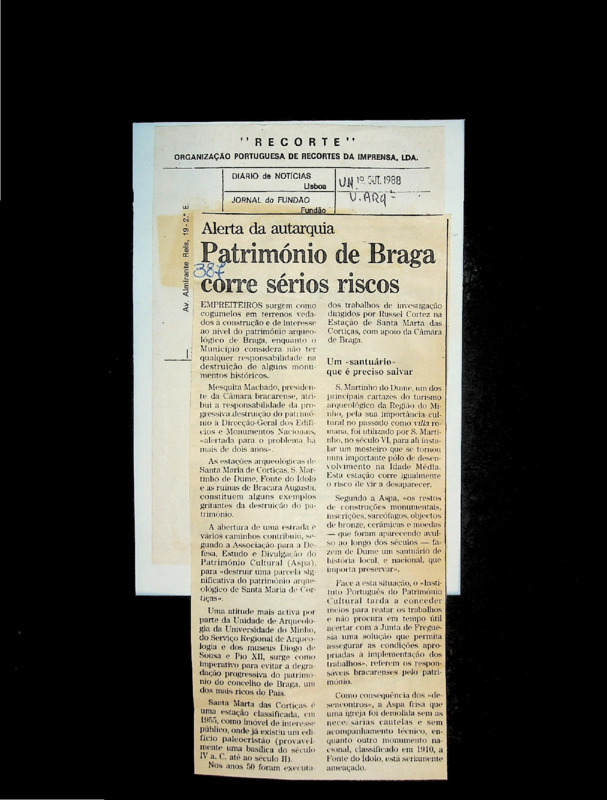 "RECORTE"
ORGANIZAÇÃO PORTUGUESA DE RECORTES DA IMPRENSA, LDA.
DIARIO de NOTÍCIAS
Lisboa
JORNAL do FUNDÃO
Fundão
1º OUT. 1988
V. ARQ
Av. Almirante Reis, 19-2.º E.
Alerta da autarquia
Património de Braga
387
corre sérios riscos
EMPREITEIROS surgem como
cogumelos em terrenos veda-
dos à construção e de interesse
ao nível do património arqueo-
lógico de Braga, enquanto o
Município considera não ter
qualquer responsabilidade na
destruição de alguns monu-
mentos históricos.
Mesquita Machado, presiden-
te da Câmara bracarense, atri-
bui a responsabilidade da pro-
gressiva destruição do patrimó-
nio à Direcção-Geral dos Edifí-
cios e Monumentos Nacionais,
«alertada para o problema há
mais de dois anos».
As estações arqueológicas de
Santa Maria de Cortiças, S. Mar-
tinho de Dume, Fonte do Ídolo
e as ruínas de Bracara Augusta,
constituem alguns exemplos
gritantes da destruição do pa-
trimónio.
A abertura de uma estrada e
vários caminhos contribuiu, se-
gundo a Associação para a De-
fesa, Estudo e Divulgação do
Património Cultural (Aspa),
para «destruir uma parcela sig-
nificativa do património arque-
ológico de Santa Maria de Cor-
tiças».
Uma atitude mais activa por
parte da Unidade de Arqueolo-
gia da Universidade do Minho,
do Serviço Regional de Arqueo-
logia e dos museus Diogo de
Sousa e Pio XII, surge como
imperativo para evitar a degra-
dação progressiva do patrimó-
nio do concelho de Braga, um
dos mais ricos do País.
Santa Marta das Cortiças é
uma estação classificada, em
1955, como imóvel de interesse
público, onde já existiu um edi-
fício paleocristão (provavel-
mente uma basílica do século
IV a. C. até ao século II).
Nos anos 50 foram executa-
dos trabalhos de investigação
dirigidos por Russel Cortez na
Estação de Santa Marta das
Cortiças, com apoio da Câmara
de Braga.
Um «santuário»
que é preciso salvar
S. Martinho do Dume, um dos
principais cartazes do turismo
arqueológico da Região do Mi-
nho, pela sua importância cul-
tural no passado como villa ro-
mana, foi utilizado por S. Marti-
nho, no século VI, para ali insta-
lar um mosteiro que se tornou
num importante pólo de desen-
volvimento na Idade Média.
Esta estação corre igualmente
o risco de vir a desaparecer.
Segundo a Aspa, «os restos
de construções monumentais,
inscrições, sarcófagos, objectos
de bronze, cerâmicas e moedas
— que foram aparecendo avul-
so ao longo dos séculos — fa-
zem de Dume um santuário de
história local, e nacional, que
importa preservar».
Face a esta situação, o «Insti-
tuto Português do Património
Cultural tarda a conceder
meios para reatar os trabalhos
e não procura em tempo útil
acertar com a Junta de Fregue-
sia uma solução que permita
assegurar as condições apro-
priadas à implementação dos
trabalhos», referem os respon-
sáveis bracarenses pelo patri-
mónio.
Como consequência dos «de-
sencontros», a Aspa frisa que
uma igreja foi demolida sem as
necessárias cautelas e sem
acompanhamento técnico, en-
quanto outro monumento na-
cional, classificado em 1910, a
Fonte do Ídolo, está seriamente
ameaçado.